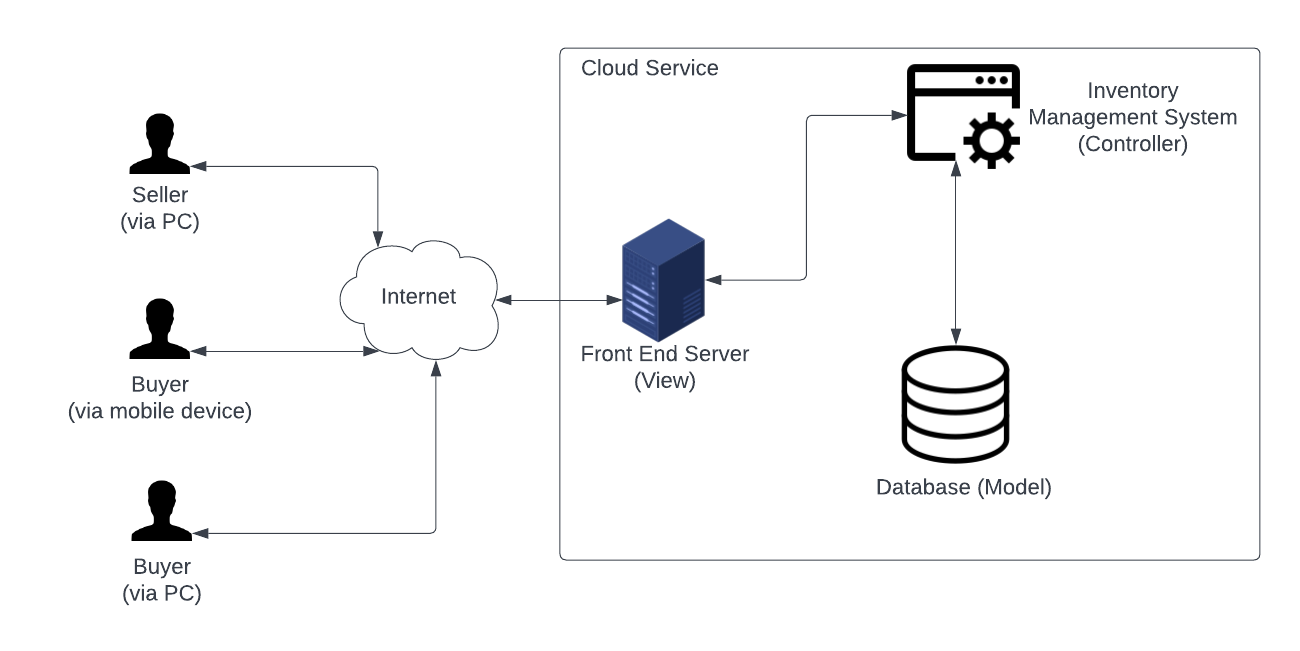 Cloud Service
Inventory
Management System
(Controller)
Seller
(via PC)
Internet
Front End Server
(View)
Buyer
(via mobile device)
Database (Model)
Buyer
(via PC)